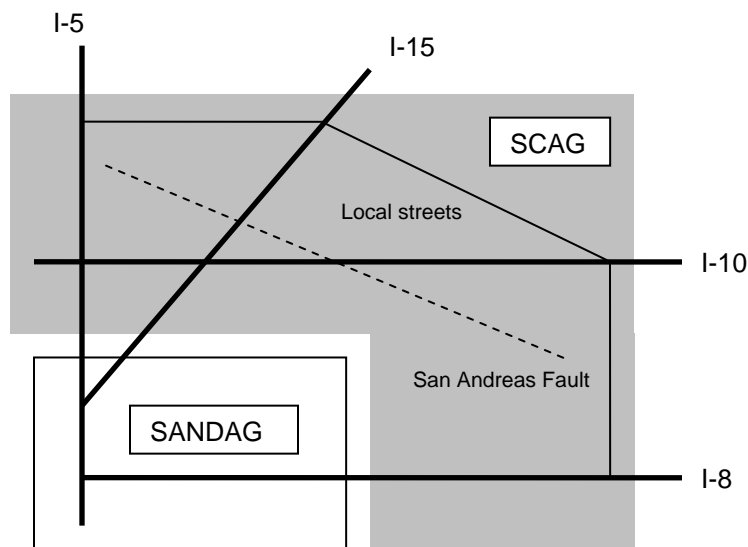 I-5
I-15
SCAG
Local streets
I-10
San Andreas Fault
SANDAG
I-8